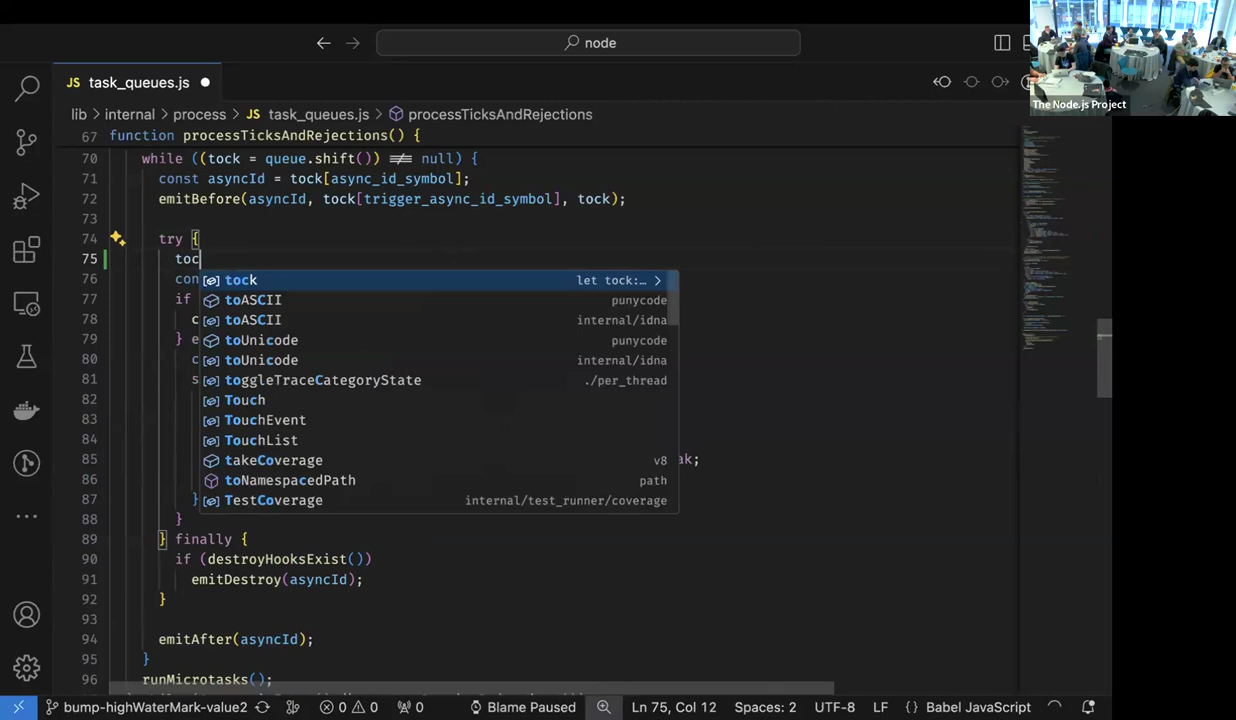 node
JS task_queues.js
The Node.js Project
lib > internal > process > JS task_queues.js > processTicksAndRejections
67 function processTicksAndRejections() {
70 while ((tock = queue.shift()) !== null) {
71 const asyncId = tock[async_id_symbol];
72 emitBefore(asyncId, tock[trigger_async_id_symbol], tock);
73
74 try {
75 toc
76 con
tock let tock:… >
77 if
toASCII punycode
78 c
toASCII internal/idna
79 } e
toUnicode punycode
80 c
toUnicode internal/idna
81 s
toggleTraceCategoryState ./per_thread
82
Touch
83
TouchEvent
84
TouchList
85
takeCoverage v8
ak;
86
toNamespacedPath path
87 }
TestCoverage internal/test_runner/coverage
88 }
89 } finally {
90 if (destroyHooksExist())
91 emitDestroy(asyncId);
92 }
93
94 emitAfter(asyncId);
95 }
96 runMicrotasks();
bump-highWaterMark-value2 0 0 0 Blame Paused Ln 75, Col 12 Spaces: 2 UTF-8 LF {} Babel JavaScript